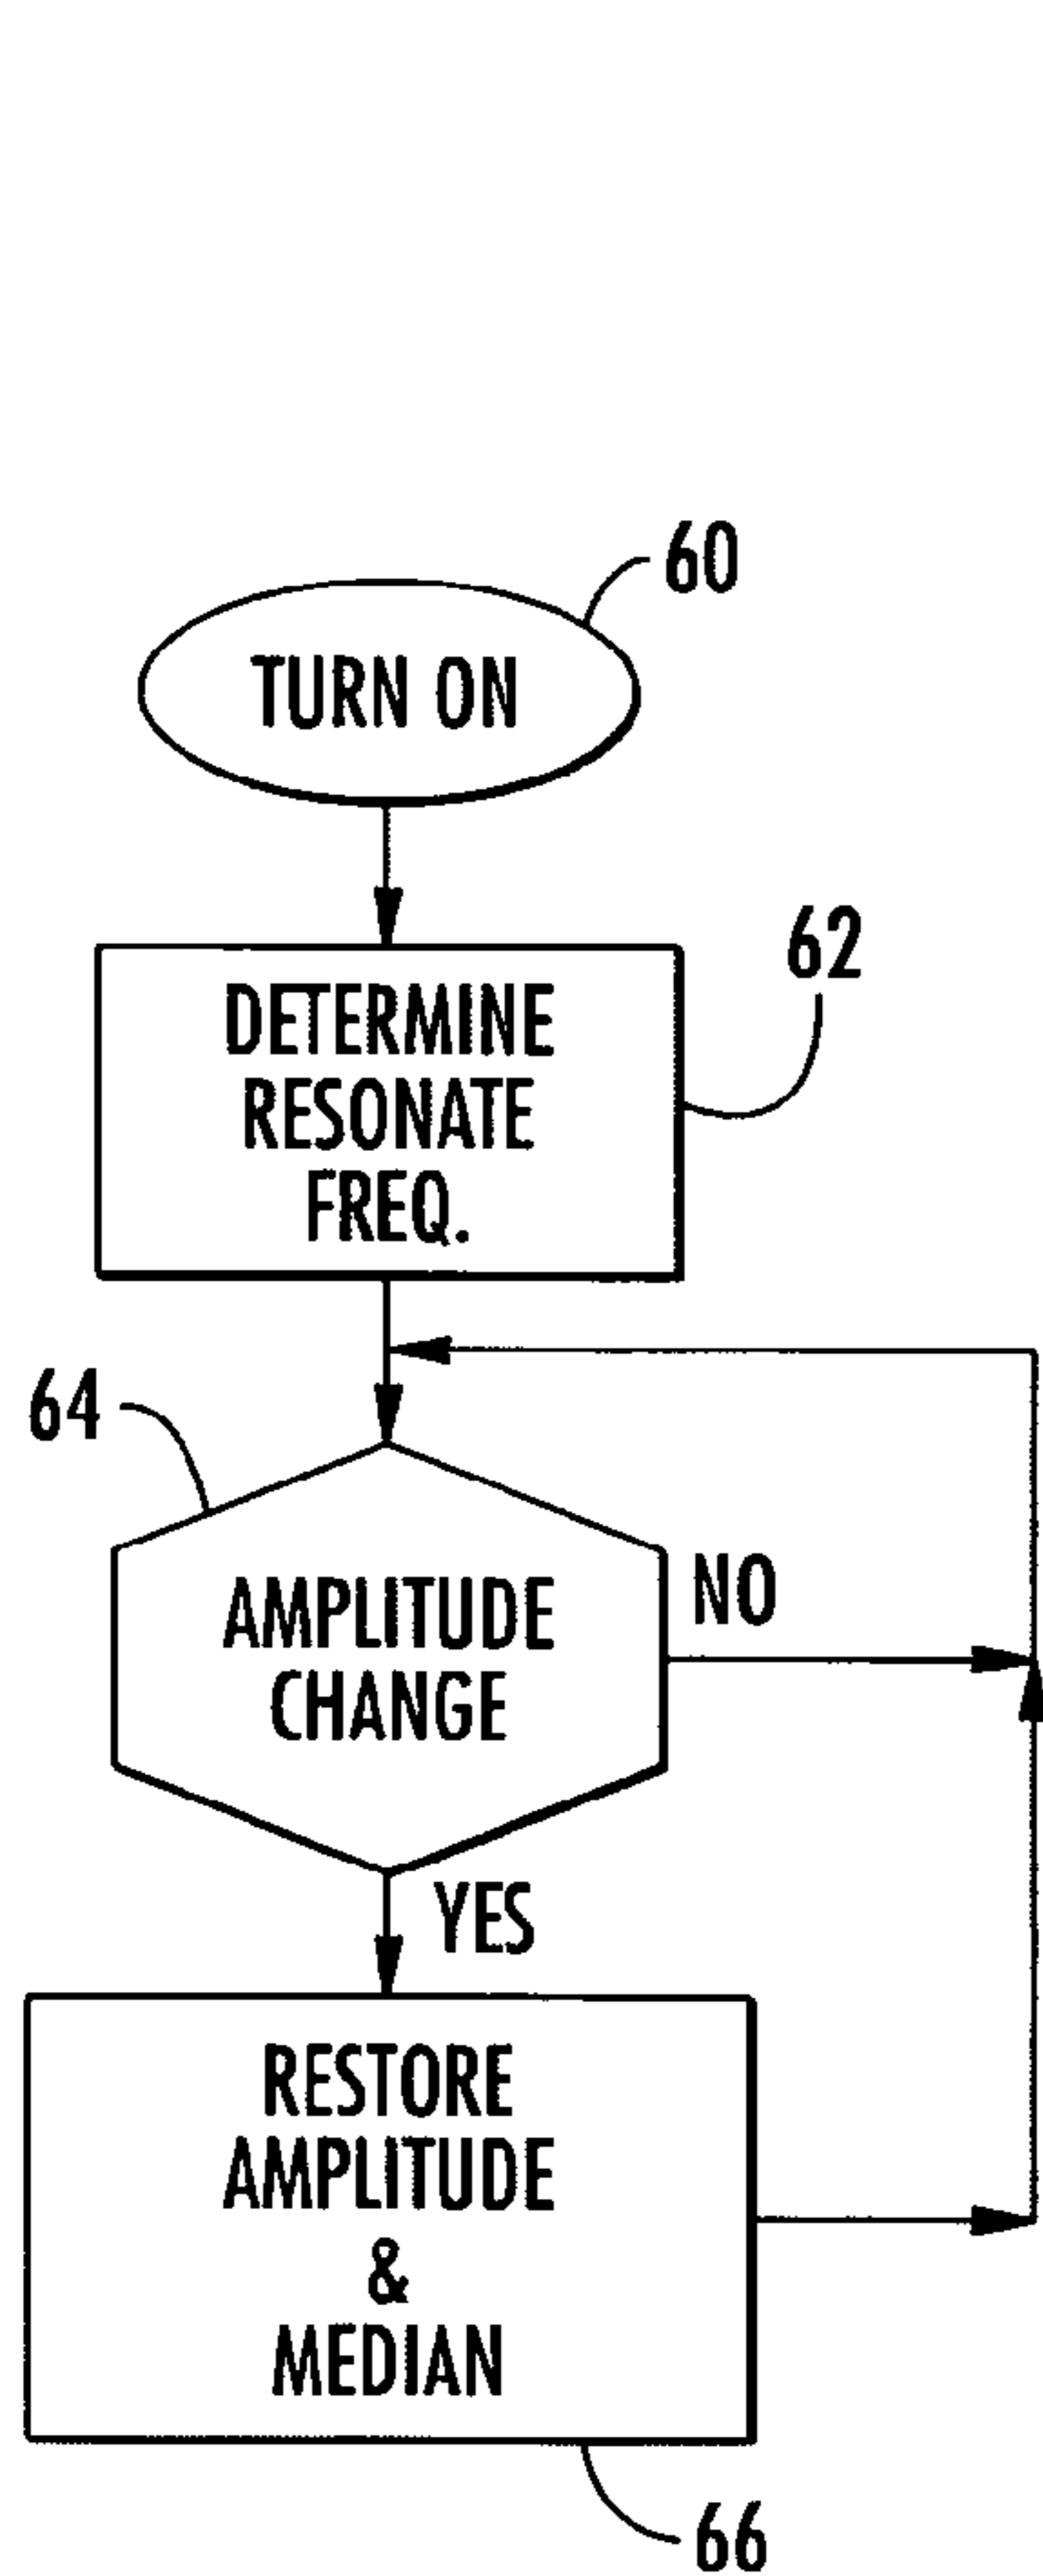 60
TURN ON
62
DETERMINE
RESONATE
FREQ.
64
AMPLITUDE
CHANGE
NO
YES
RESTORE
AMPLITUDE
&
MEDIAN
66